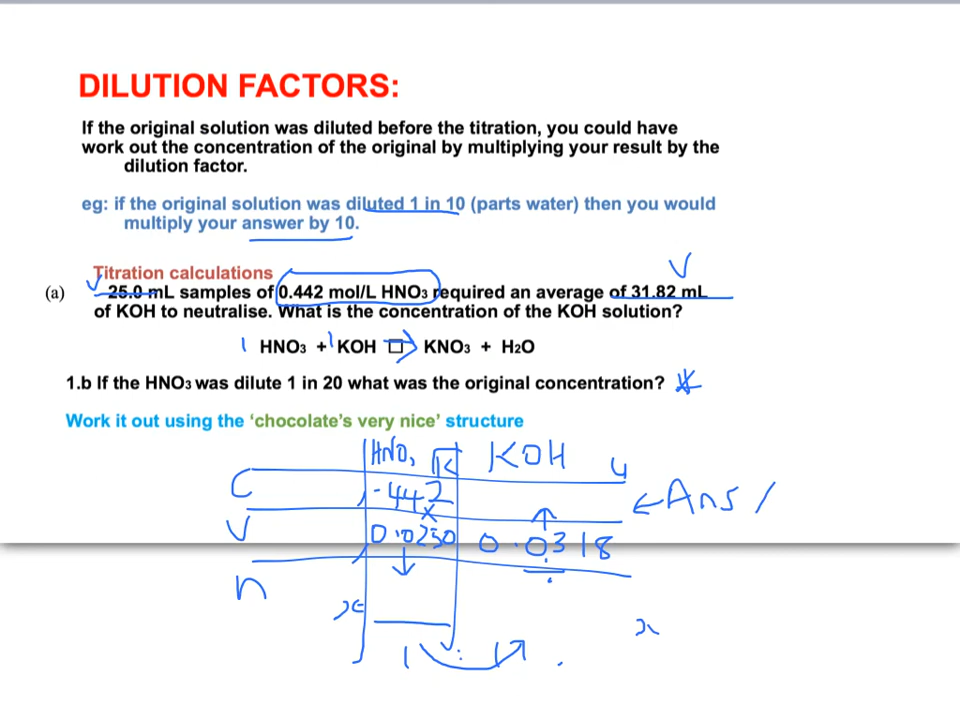 DILUTION FACTORS:
If the original solution was diluted before the titration, you could have
work out the concentration of the original by multiplying your result by the
dilution factor.
eg: if the original solution was diluted 1 in 10 (parts water) then you would
multiply your answer by 10.
Titration calculations
(a) 25.0 mL samples of 0.442 mol/L HNO3 required an average of 31.82 mL
of KOH to neutralise. What is the concentration of the KOH solution?
1 HNO3 + 1 KOH → KNO3 + H2O
1.b If the HNO3 was dilute 1 in 20 what was the original concentration?
Work it out using the 'chocolate's very nice' structure
HNO3 K KOH
C .442 ← Ans
x
V 0.0250 0.0318
n
x
1 : 1